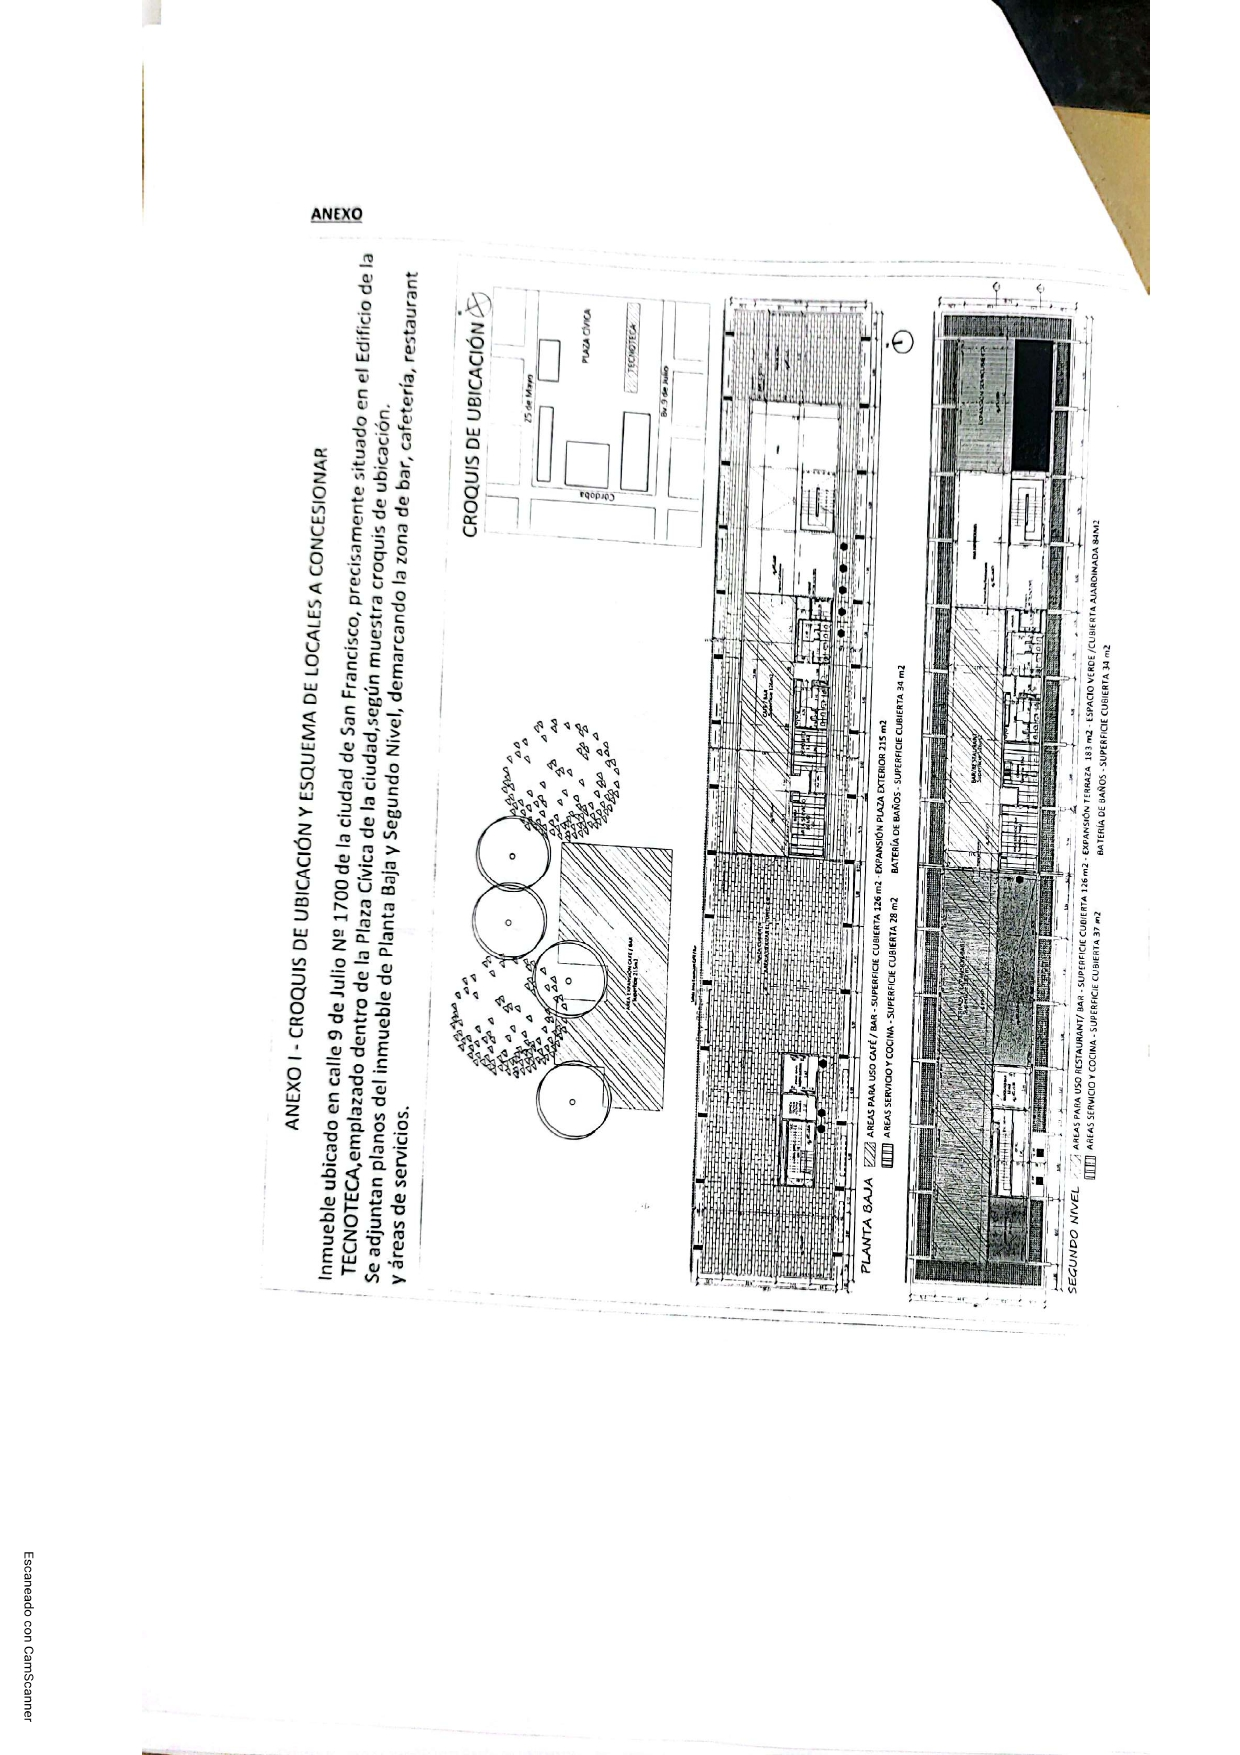 ANEXO
ANEXO I - CROQUIS DE UBICACIÓN Y ESQUEMA DE LOCALES A CONCESIONAR
Inmueble ubicado en calle 9 de Julio Nº 1700 de la ciudad de San Francisco, precisamente situado en el Edificio de la
TECNOTECA,emplazado dentro de la Plaza Cívica de la ciudad,según muestra croquis de ubicación.
Se adjuntan planos del inmueble de Planta Baja y Segundo Nivel, demarcando la zona de bar, cafetería, restaurant
y áreas de servicios.
CROQUIS DE UBICACIÓN
25 de Mayo
PLAZA CÍVICA
TECNOTECA
Córdoba
Bv. 9 de Julio
PLANTA BAJA
AREAS PARA USO CAFÉ / BAR - SUPERFICIE CUBIERTA 126 m2 - EXPANSIÓN PLAZA EXTERIOR 215 m2
AREAS SERVICIO Y COCINA - SUPERFICIE CUBIERTA 28 m2 BATERÍA DE BAÑOS - SUPERFICIE CUBIERTA 34 m2
SEGUNDO NIVEL
AREAS PARA USO RESTAURANT/ BAR - SUPERFICIE CUBIERTA 126 m2 - EXPANSIÓN TERRAZA 183 m2 - ESPACIO VERDE /CUBIERTA AJARDINADA 84M2
AREAS SERVICIO Y COCINA - SUPERFICIE CUBIERTA 37 m2 BATERÍA DE BAÑOS - SUPERFICIE CUBIERTA 34 m2
Escaneado con CamScanner